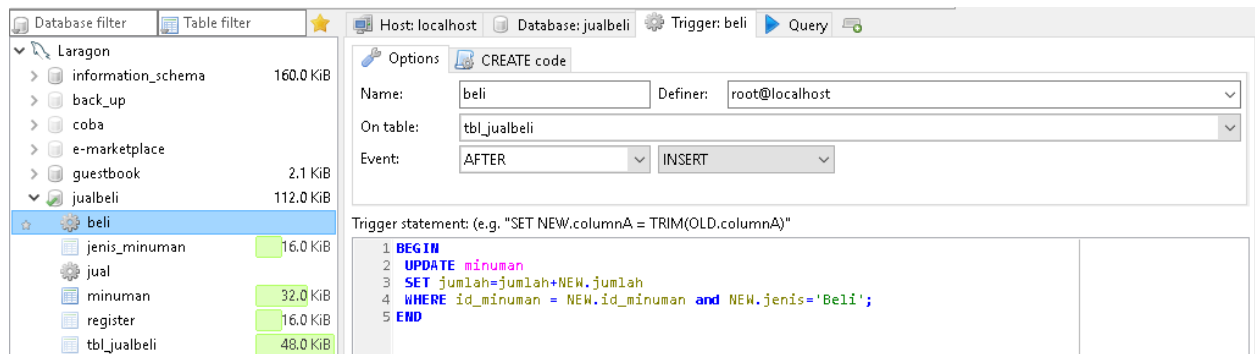 Database filter Table filter
Host: localhost Database: jualbeli Trigger: beli Query
Laragon
information_schema 160.0 KiB
back_up
coba
e-marketplace
guestbook 2.1 KiB
jualbeli 112.0 KiB
beli
jenis_minuman 16.0 KiB
jual
minuman 32.0 KiB
register 16.0 KiB
tbl_jualbeli 48.0 KiB
Options CREATE code
Name: beli Definer: root@localhost
On table: tbl_jualbeli
Event: AFTER INSERT
Trigger statement: (e.g. "SET NEW.columnA = TRIM(OLD.columnA)"
1 BEGIN
2 UPDATE minuman
3 SET jumlah=jumlah+NEW.jumlah
4 WHERE id_minuman = NEW.id_minuman and NEW.jenis='Beli';
5 END